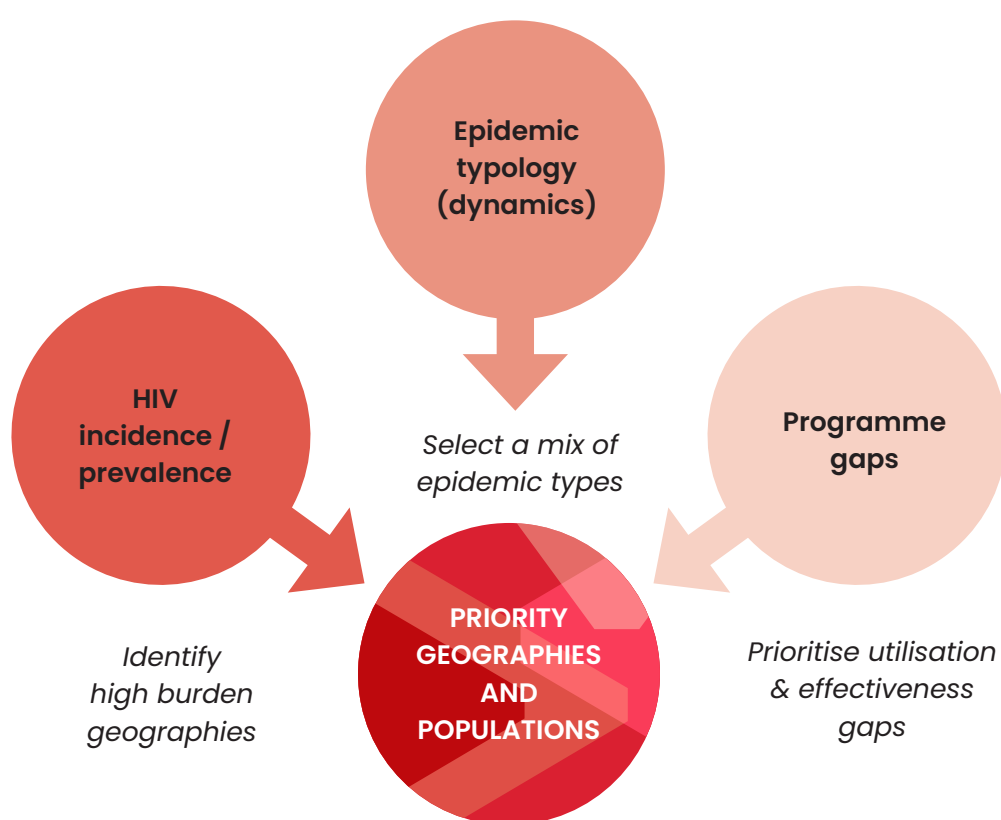 Epidemic
typology
(dynamics)
HIV
incidence /
prevalence
Programme
gaps
Select a mix of
epidemic types
PRIORITY
GEOGRAPHIES
AND
POPULATIONS
Identify
high burden
geographies
Prioritise utilisation
& effectiveness
gaps